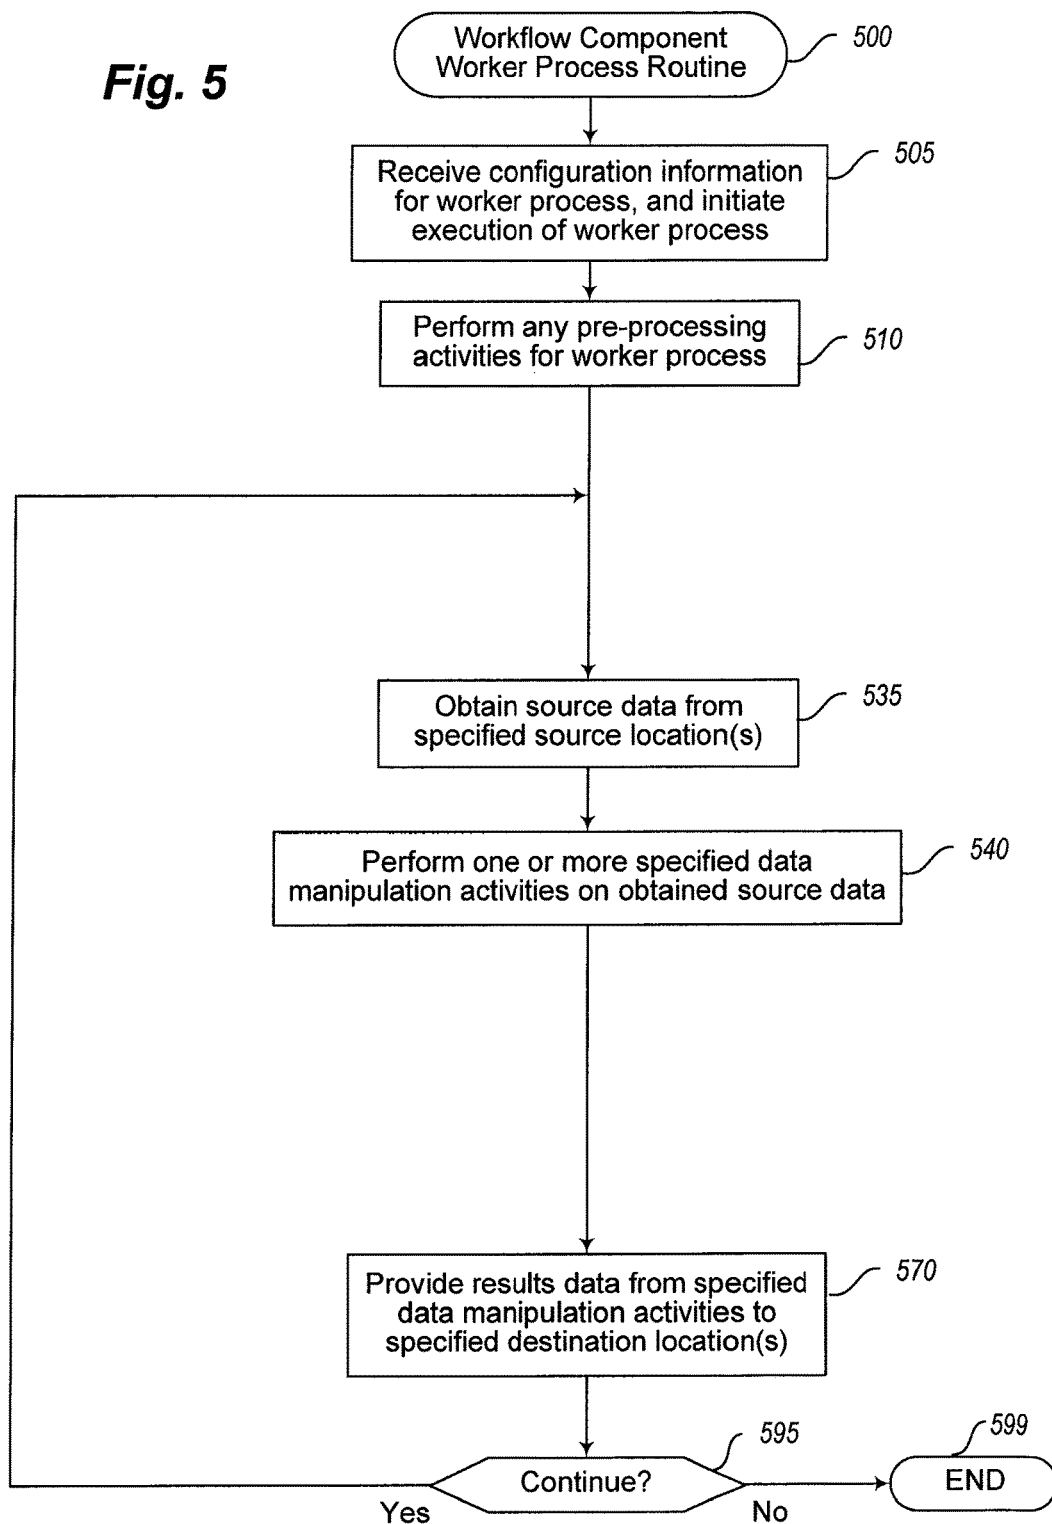 Fig. 5
Workflow Component
Worker Process Routine
500
Receive configuration information
for worker process, and initiate
execution of worker process
505
Perform any pre-processing
activities for worker process
510
Obtain source data from
specified source location(s)
535
Perform one or more specified data
manipulation activities on obtained source data
540
Provide results data from specified
data manipulation activities to
specified destination location(s)
570
Continue?
595
Yes
No
END
599